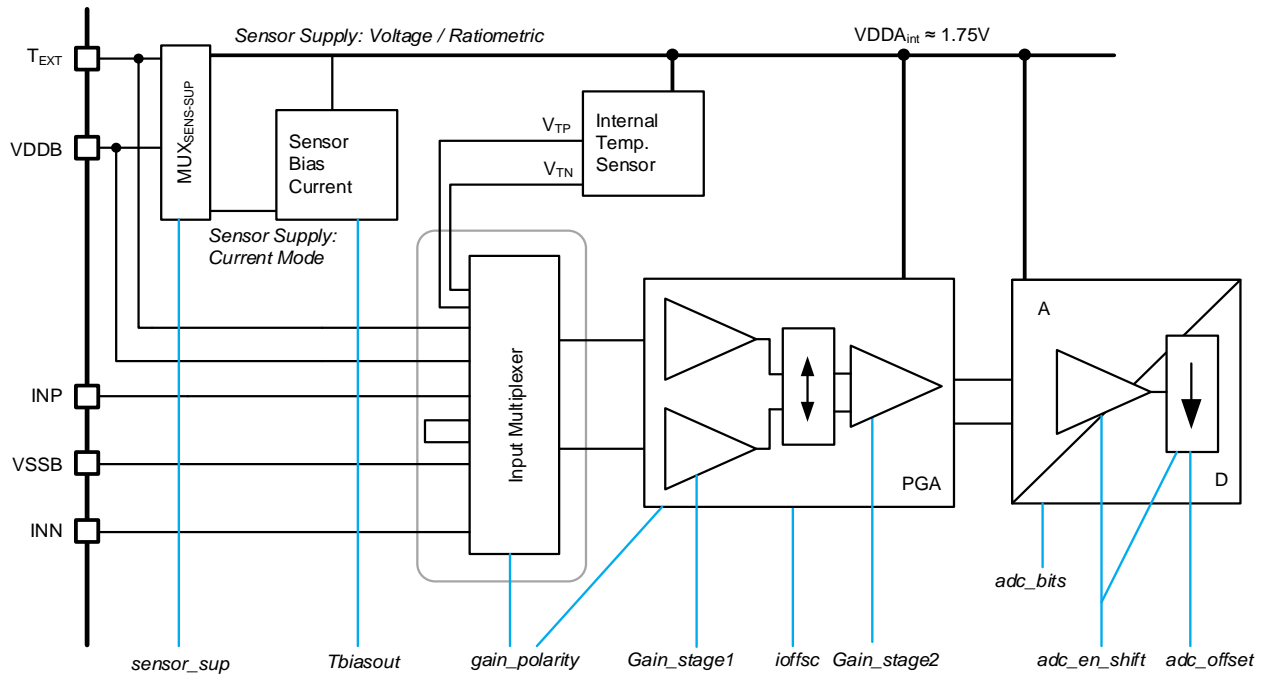 Sensor Supply: Voltage / Ratiometric
VDDAint ≈ 1.75V
TEXT
VDDB
MUXSENS-SUP
Sensor
Bias
Current
VTP
VTN
Internal
Temp.
Sensor
Sensor Supply:
Current Mode
Input Multiplexer
INP
VSSB
INN
PGA
A
D
adc_bits
sensor_sup
Tbiasout
gain_polarity
Gain_stage1
ioffsc
Gain_stage2
adc_en_shift
adc_offset